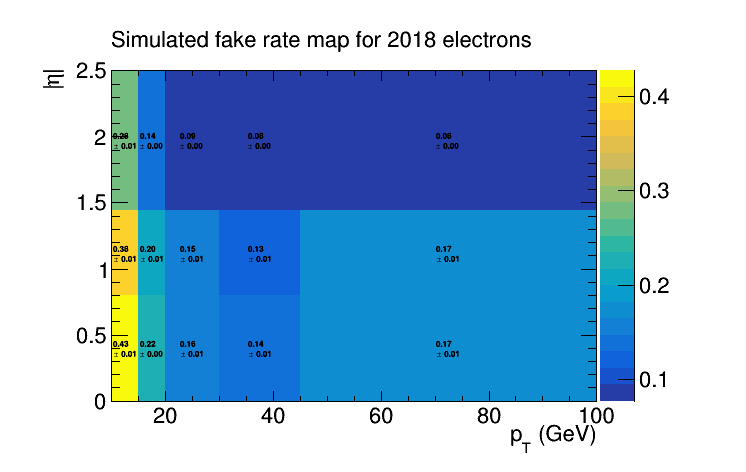 Simulated fake rate map for 2018 electrons
|η|
2.5
2
1.5
1
0.5
0
0.28 0.14 0.09 0.08 0.08
± 0.01 ± 0.00 ± 0.00 ± 0.00 ± 0.00
0.38 0.20 0.15 0.13 0.17
± 0.01 ± 0.01 ± 0.01 ± 0.01 ± 0.01
0.43 0.22 0.16 0.14 0.17
± 0.01 ± 0.00 ± 0.01 ± 0.01 ± 0.01
20 40 60 80 100
pT (GeV)
0.4
0.3
0.2
0.1